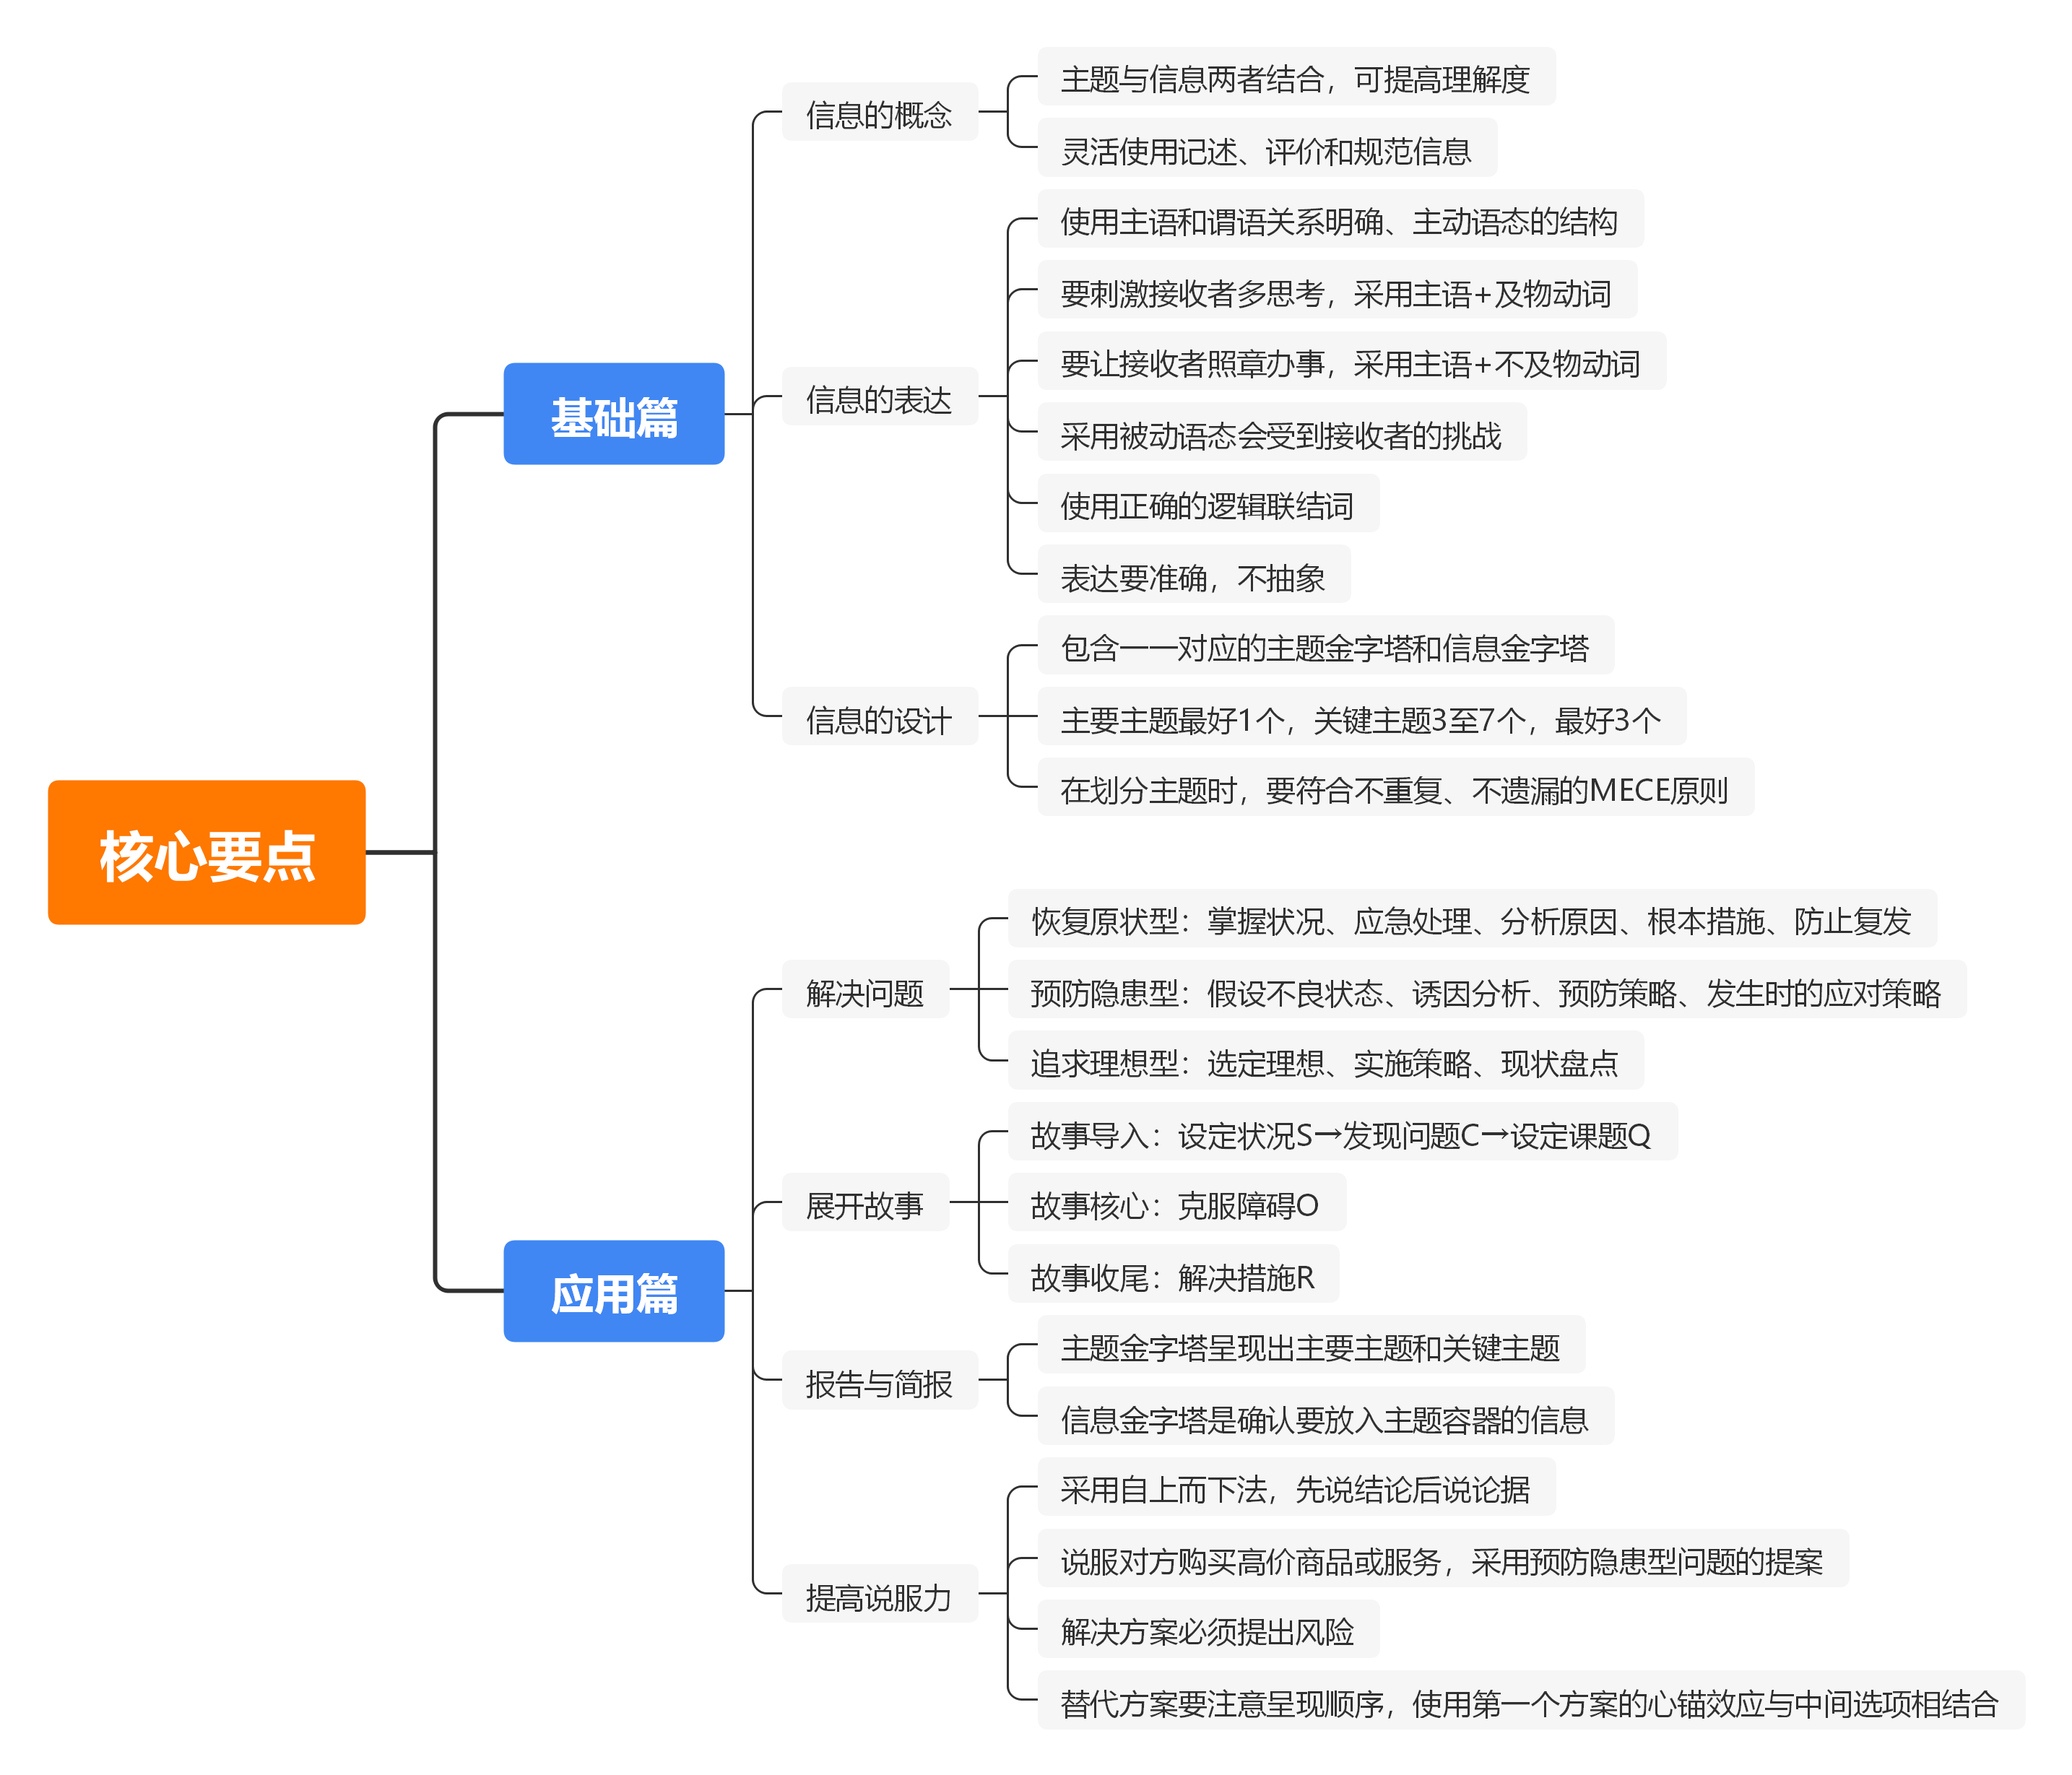 核心要点
基础篇
信息的概念
主题与信息两者结合，可提高理解度
灵活使用记述、评价和规范信息
信息的表达
使用主语和谓语关系明确、主动语态的结构
要刺激接收者多思考，采用主语+及物动词
要让接收者照章办事，采用主语+不及物动词
采用被动语态会受到接收者的挑战
使用正确的逻辑联结词
表达要准确，不抽象
信息的设计
包含一一对应的主题金字塔和信息金字塔
主要主题最好1个，关键主题3至7个，最好3个
在划分主题时，要符合不重复、不遗漏的MECE原则
应用篇
解决问题
恢复原状型：掌握状况、应急处理、分析原因、根本措施、防止复发
预防隐患型：假设不良状态、诱因分析、预防策略、发生时的应对策略
追求理想型：选定理想、实施策略、现状盘点
展开故事
故事导入：设定状况S→发现问题C→设定课题Q
故事核心：克服障碍O
故事收尾：解决措施R
报告与简报
主题金字塔呈现出主要主题和关键主题
信息金字塔是确认要放入主题容器的信息
提高说服力
采用自上而下法，先说结论后说论据
说服对方购买高价商品或服务，采用预防隐患型问题的提案
解决方案必须提出风险
替代方案要注意呈现顺序，使用第一个方案的心锚效应与中间选项相结合